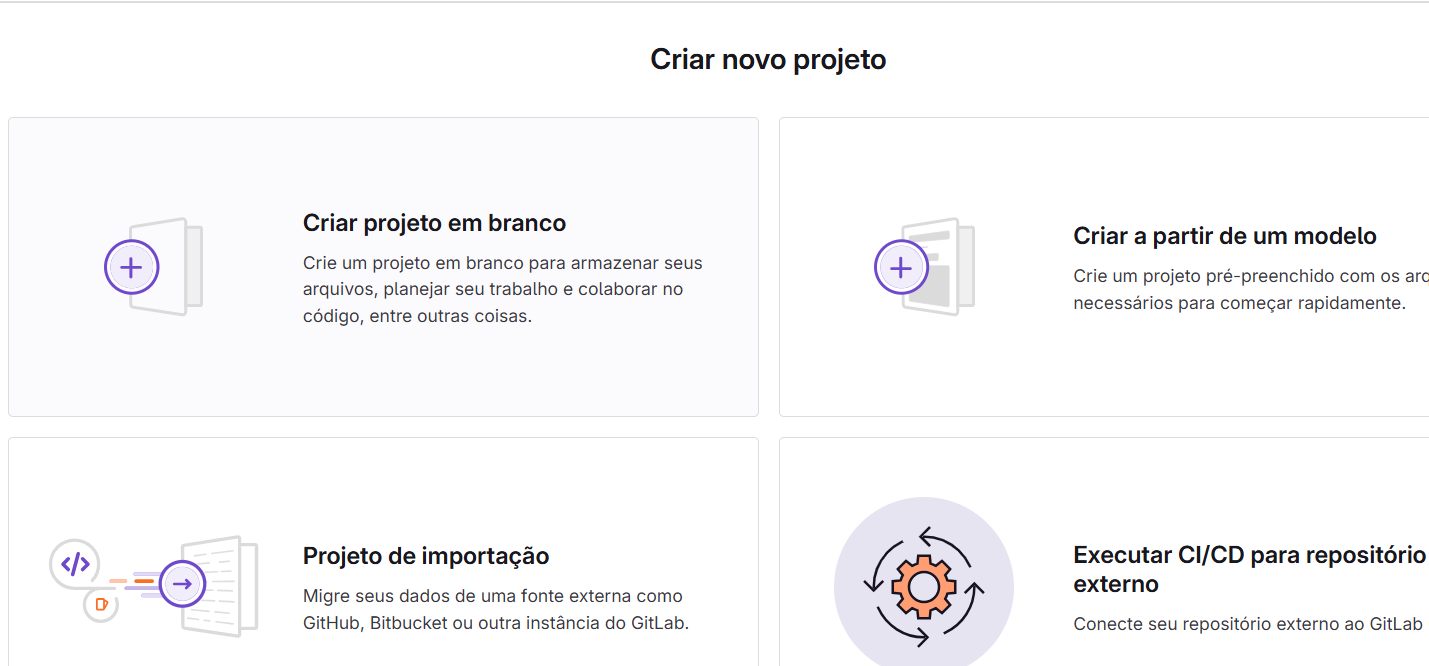 Criar novo projeto
Criar projeto em branco
Crie um projeto em branco para armazenar seus
arquivos, planejar seu trabalho e colaborar no
código, entre outras coisas.
Criar a partir de um modelo
Crie um projeto pré-preenchido com os
necessários para começar rapidamente.
Projeto de importação
Migre seus dados de uma fonte externa como
GitHub, Bitbucket ou outra instância do GitLab.
Executar CI/CD para repositório
externo
Conecte seu repositório externo ao GitLab